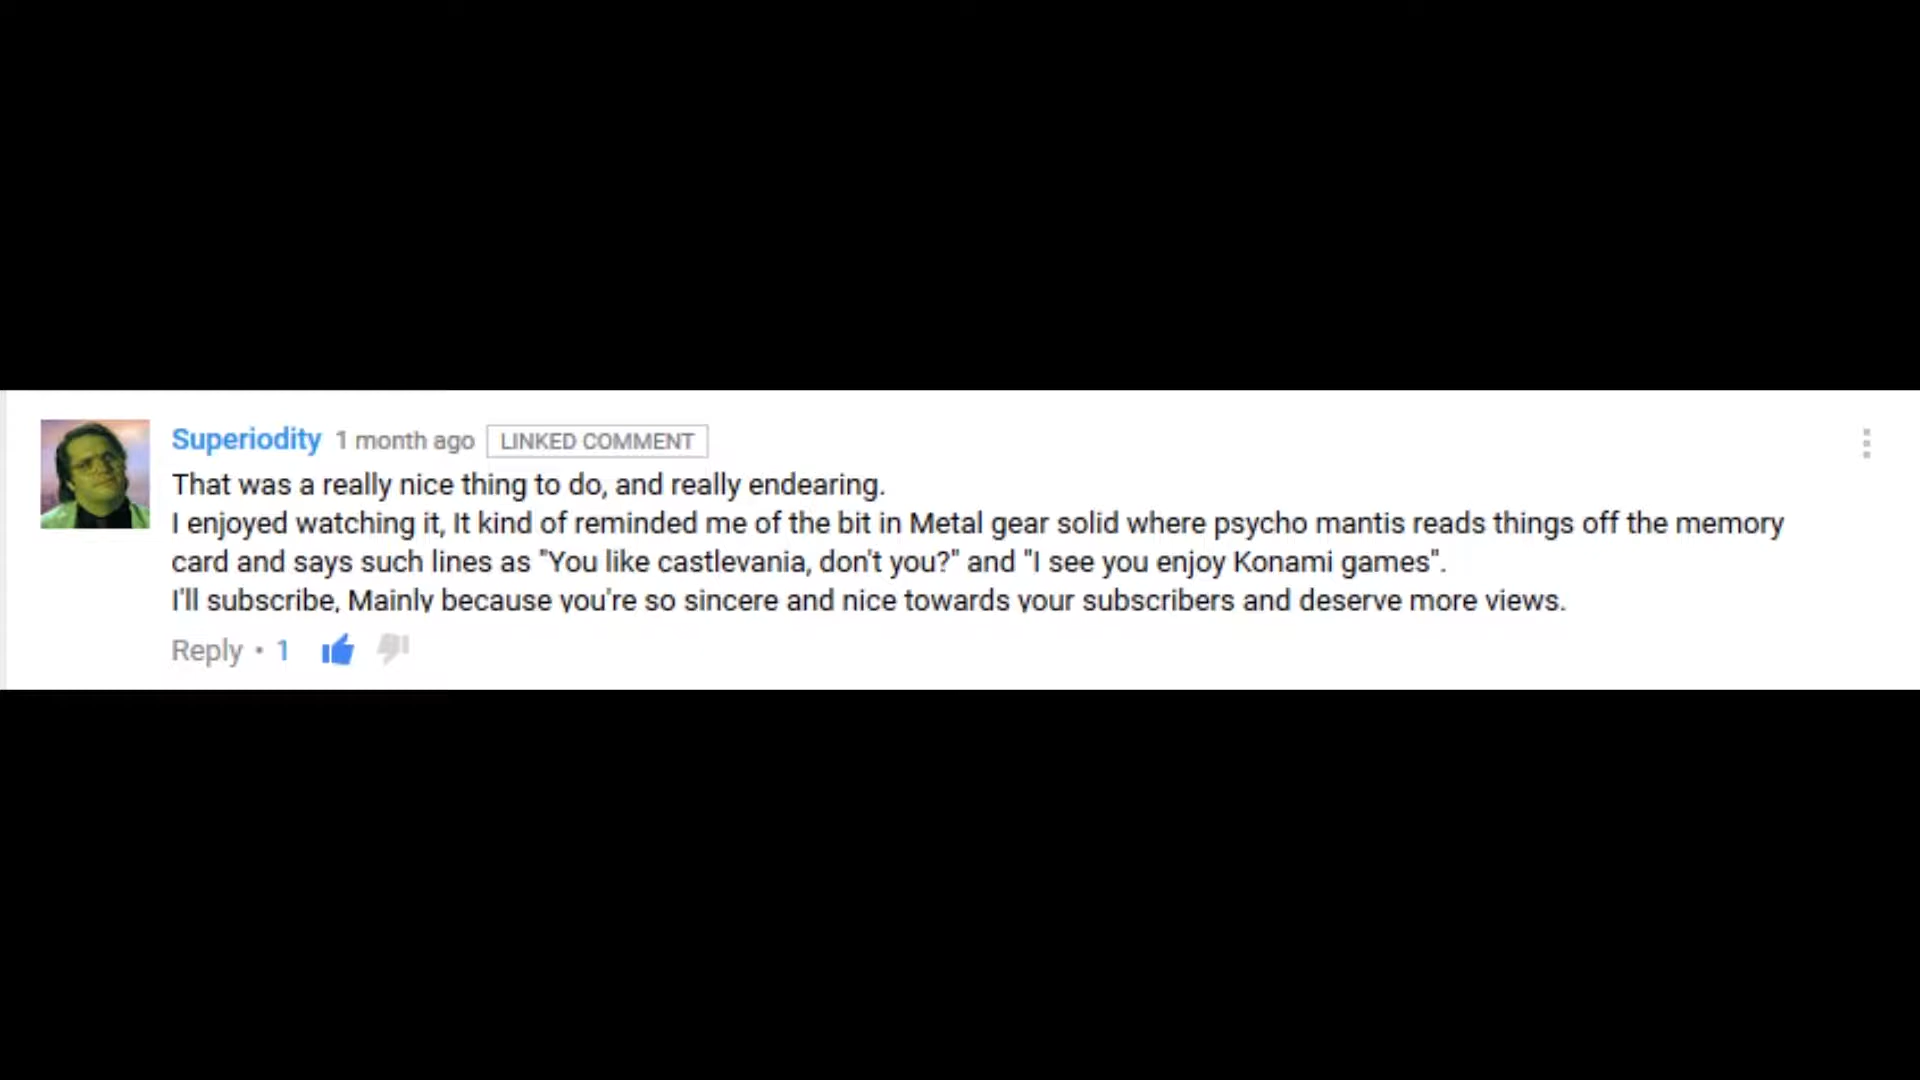 Superiodity 1 month ago LINKED COMMENT
That was a really nice thing to do, and really endearing.
I enjoyed watching it, It kind of reminded me of the bit in Metal gear solid where psycho mantis reads things off the memory
card and says such lines as "You like castlevania, don't you?" and "I see you enjoy Konami games".
I'll subscribe, Mainly because you're so sincere and nice towards your subscribers and deserve more views.
Reply • 1